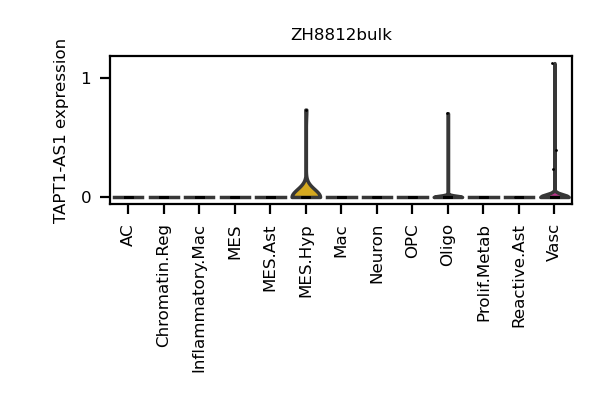 ZH8812bulk
TAPT1-AS1 expression
1
0
AC
Chromatin.Reg
Inflammatory.Mac
MES
MES.Ast
MES.Hyp
Mac
Neuron
OPC
Oligo
Prolif.Metab
Reactive.Ast
Vasc